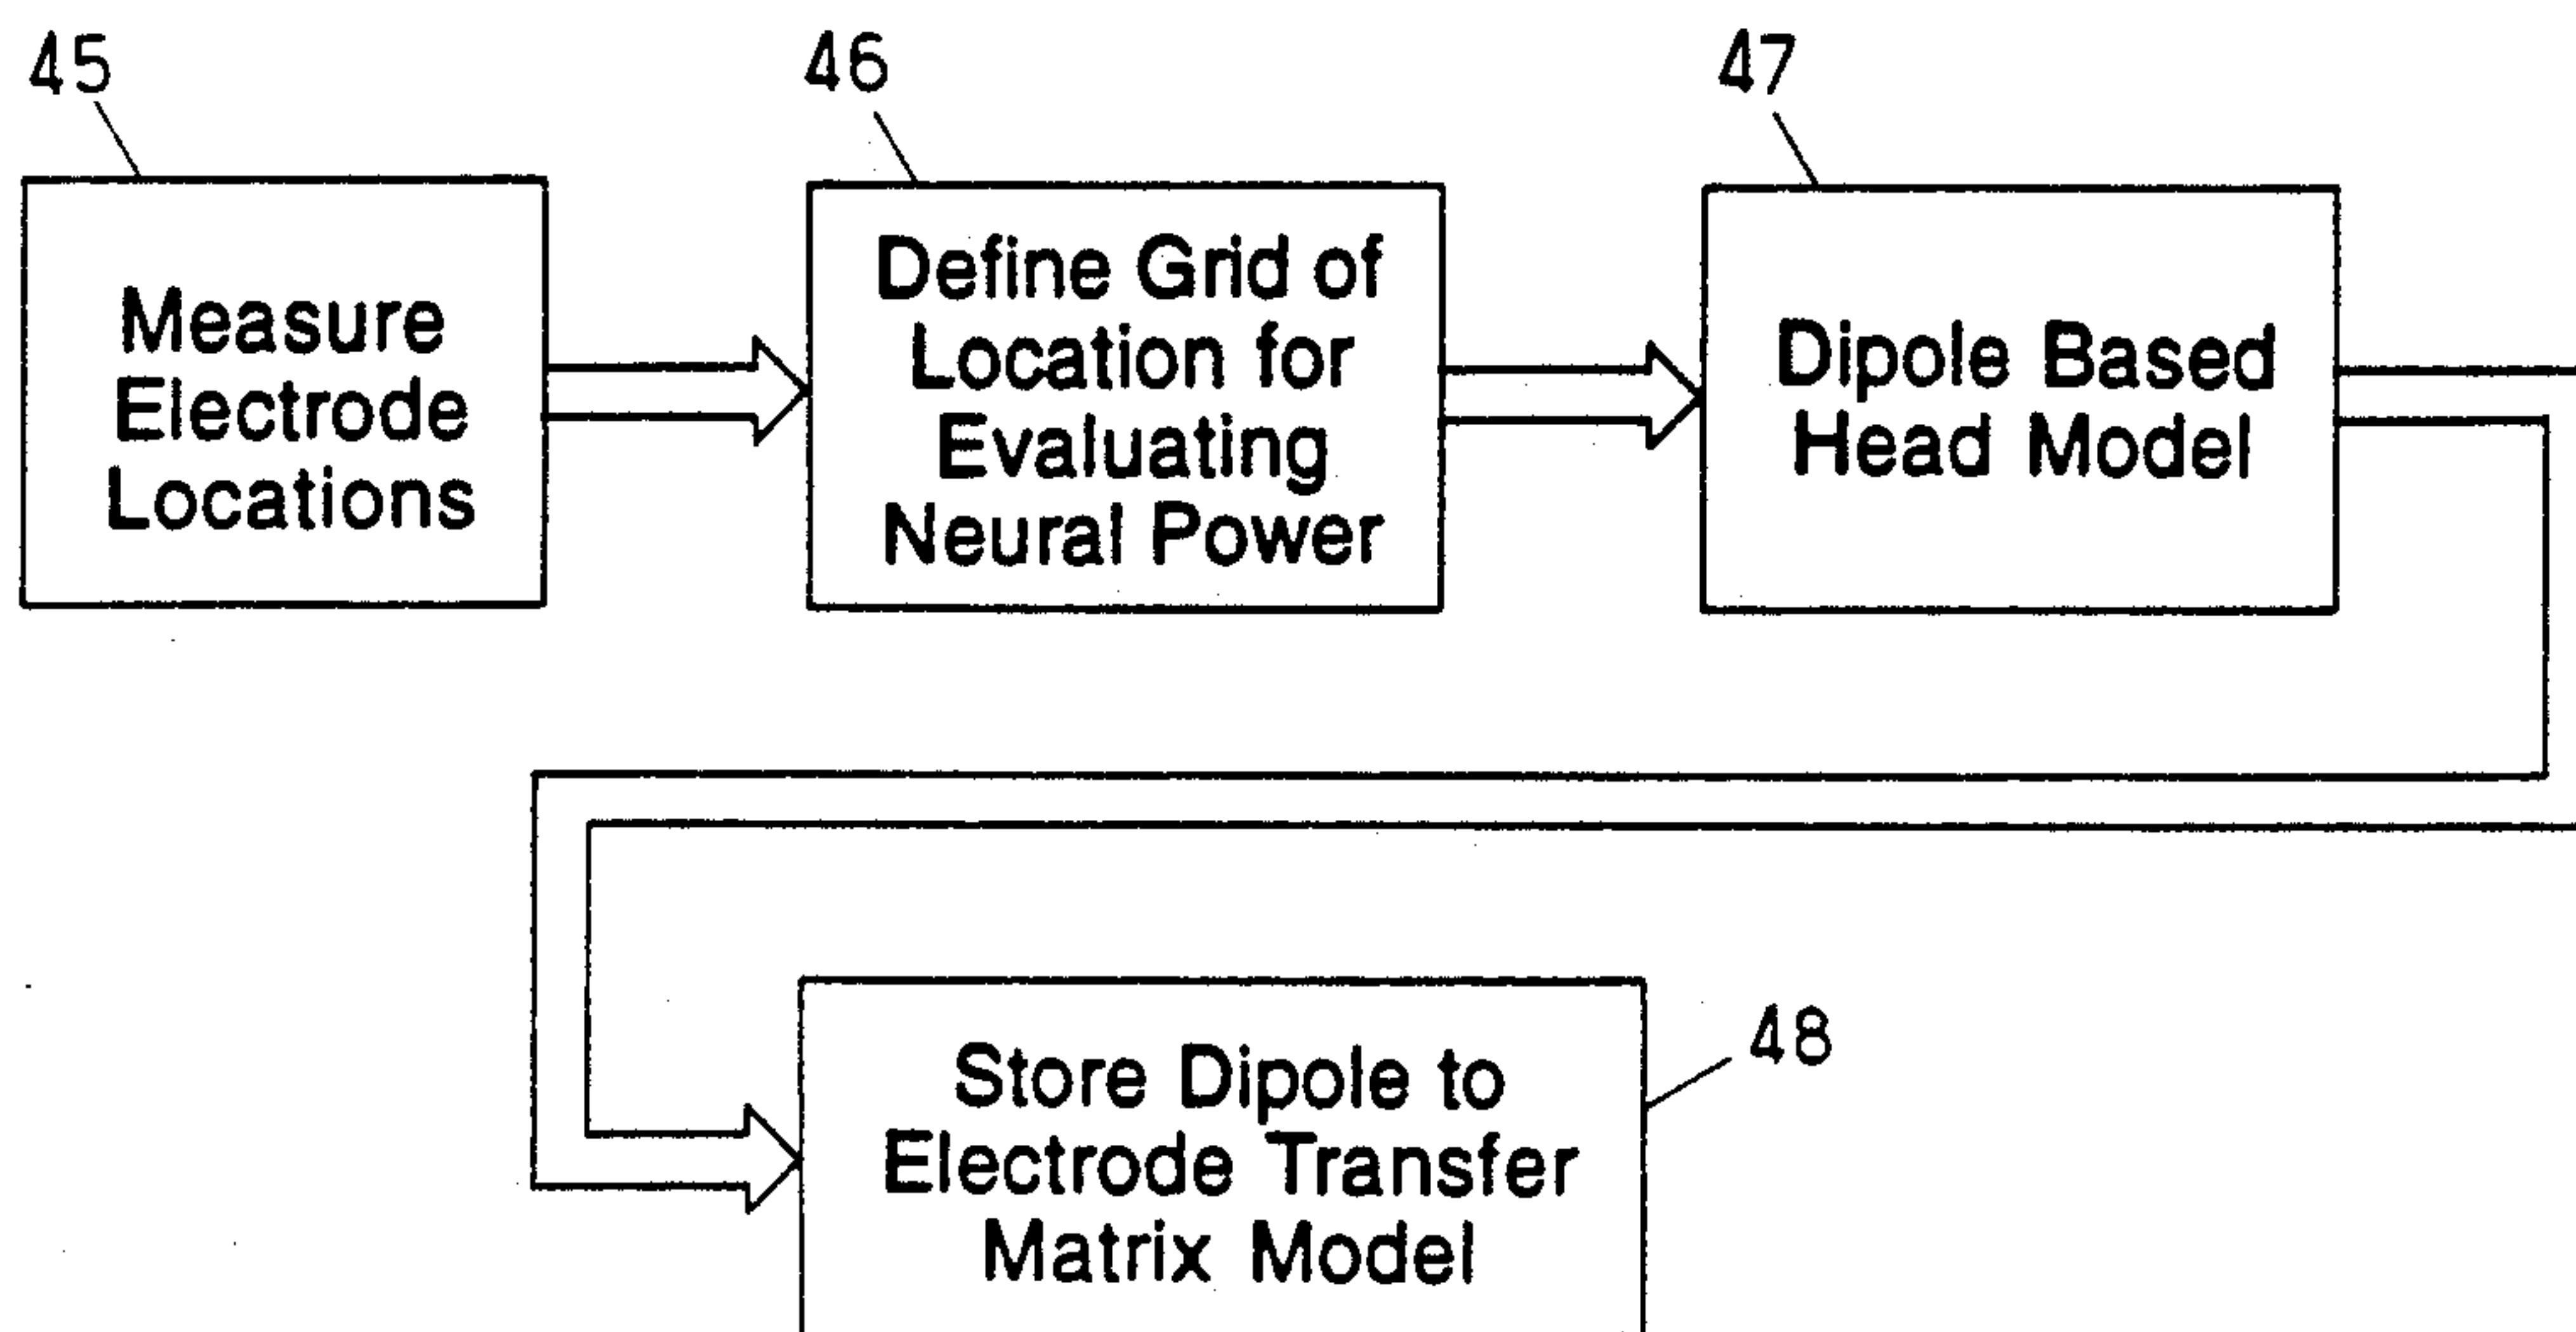 45
46
47
Measure
Electrode
Locations
Define Grid of
Location for
Evaluating
Neural Power
Dipole Based
Head Model
48
Store Dipole to
Electrode Transfer
Matrix Model